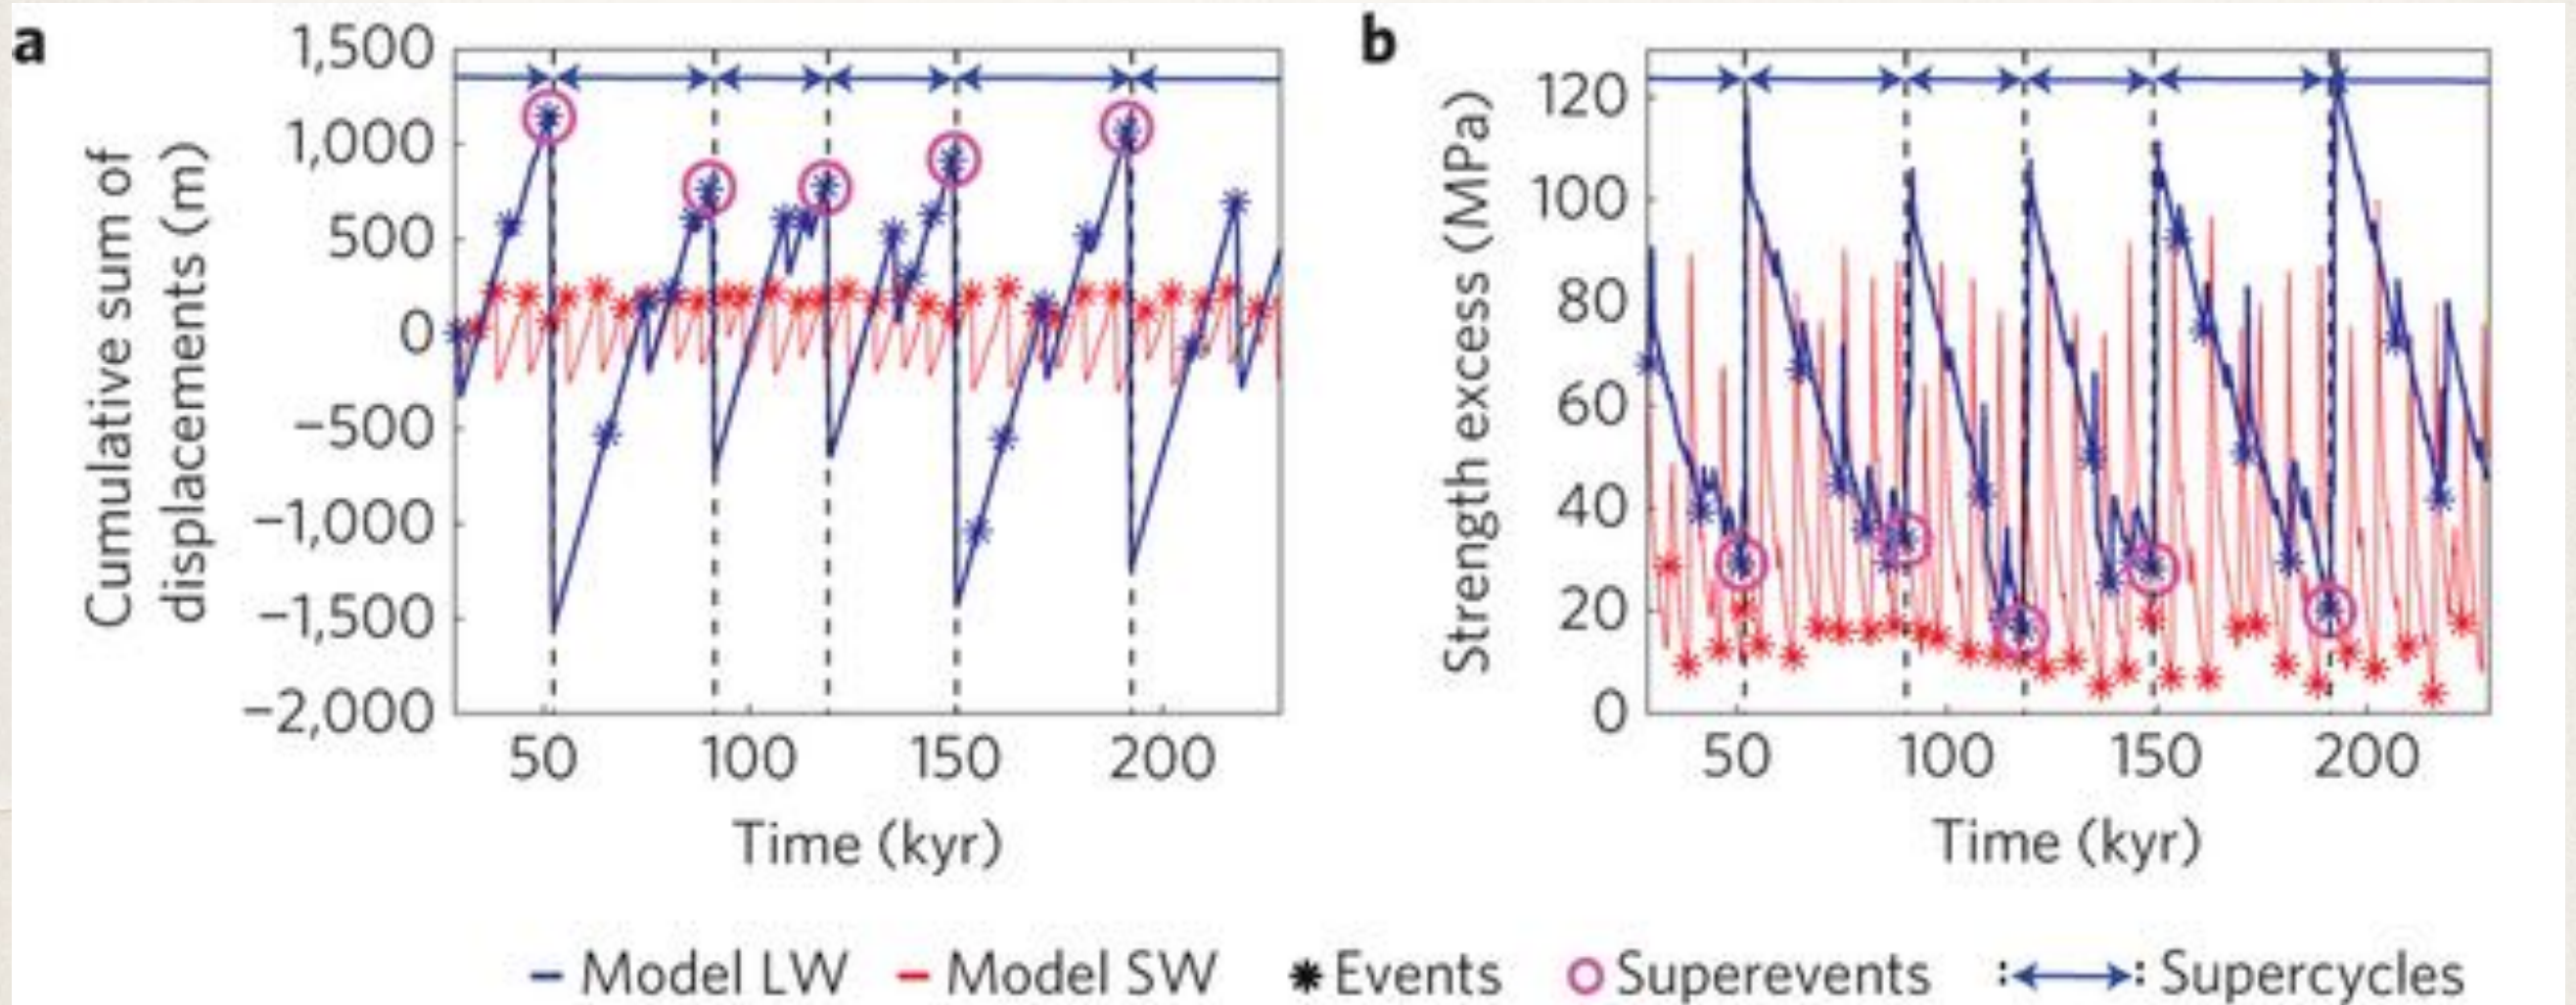 a
1,500
1,000
500
0
−500
−1,000
−1,500
−2,000
Cumulative sum of
displacements (m)
50 100 150 200
Time (kyr)
b
120
100
80
60
40
20
0
Strength excess (MPa)
50 100 150 200
Time (kyr)
Model LW Model SW Events Superevents Supercycles